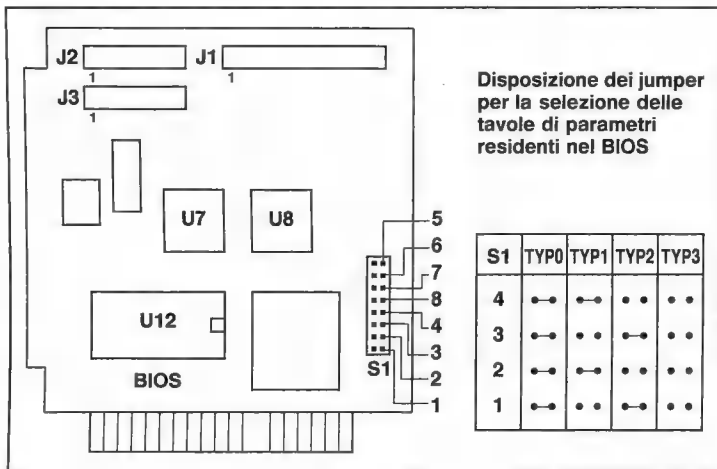 J2
J1
1
1
J3
1
Disposizione dei jumper
per la selezione delle
tavole di parametri
residenti nel BIOS
U7
U8
5
6
7
8
4
3
2
1
U12
BIOS
S1
S1 TYP0 TYP1 TYP2 TYP3
4
3
2
1